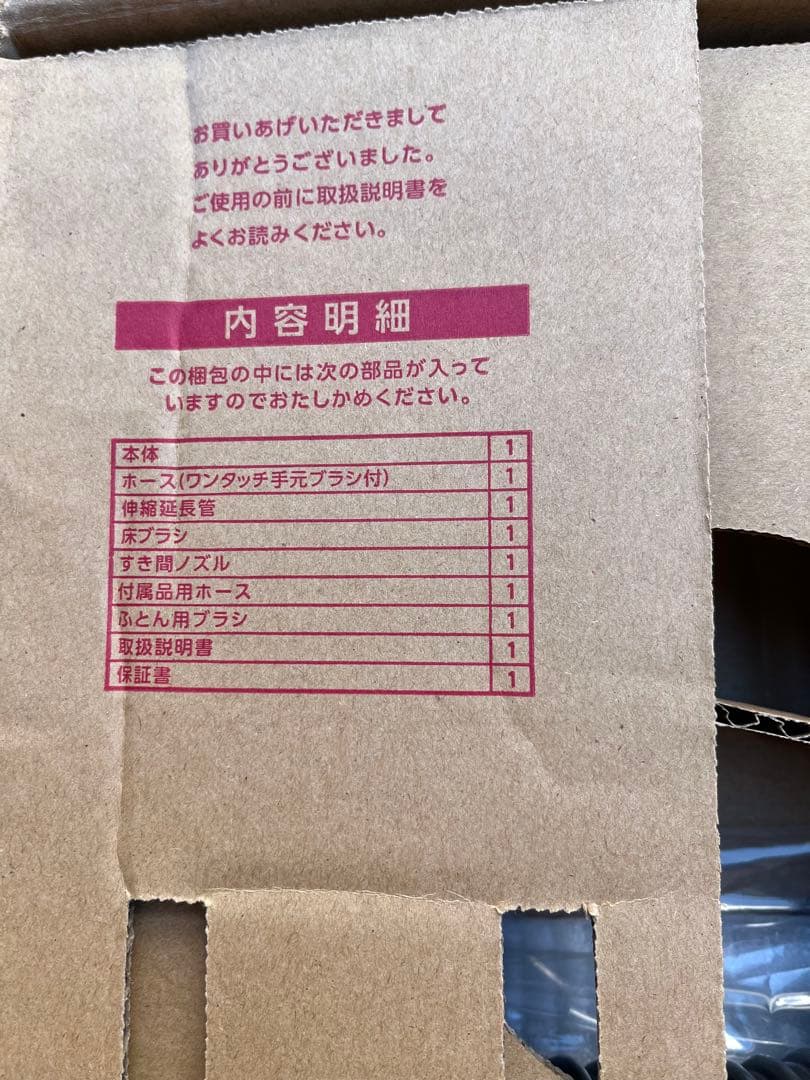 お買いあげいただきまして
ありがとうございました。
ご使用の前に取扱説明書を
よくお読みください。
内容明細
この梱包の中には次の部品が入って
いますのでおたしかめください。
本体 1
ホース(ワンタッチ手元ブラシ付) 1
伸縮延長管 1
床ブラシ 1
すき間ノズル 1
付属品用ホース 1
ふとん用ブラシ 1
取扱説明書 1
保証書 1